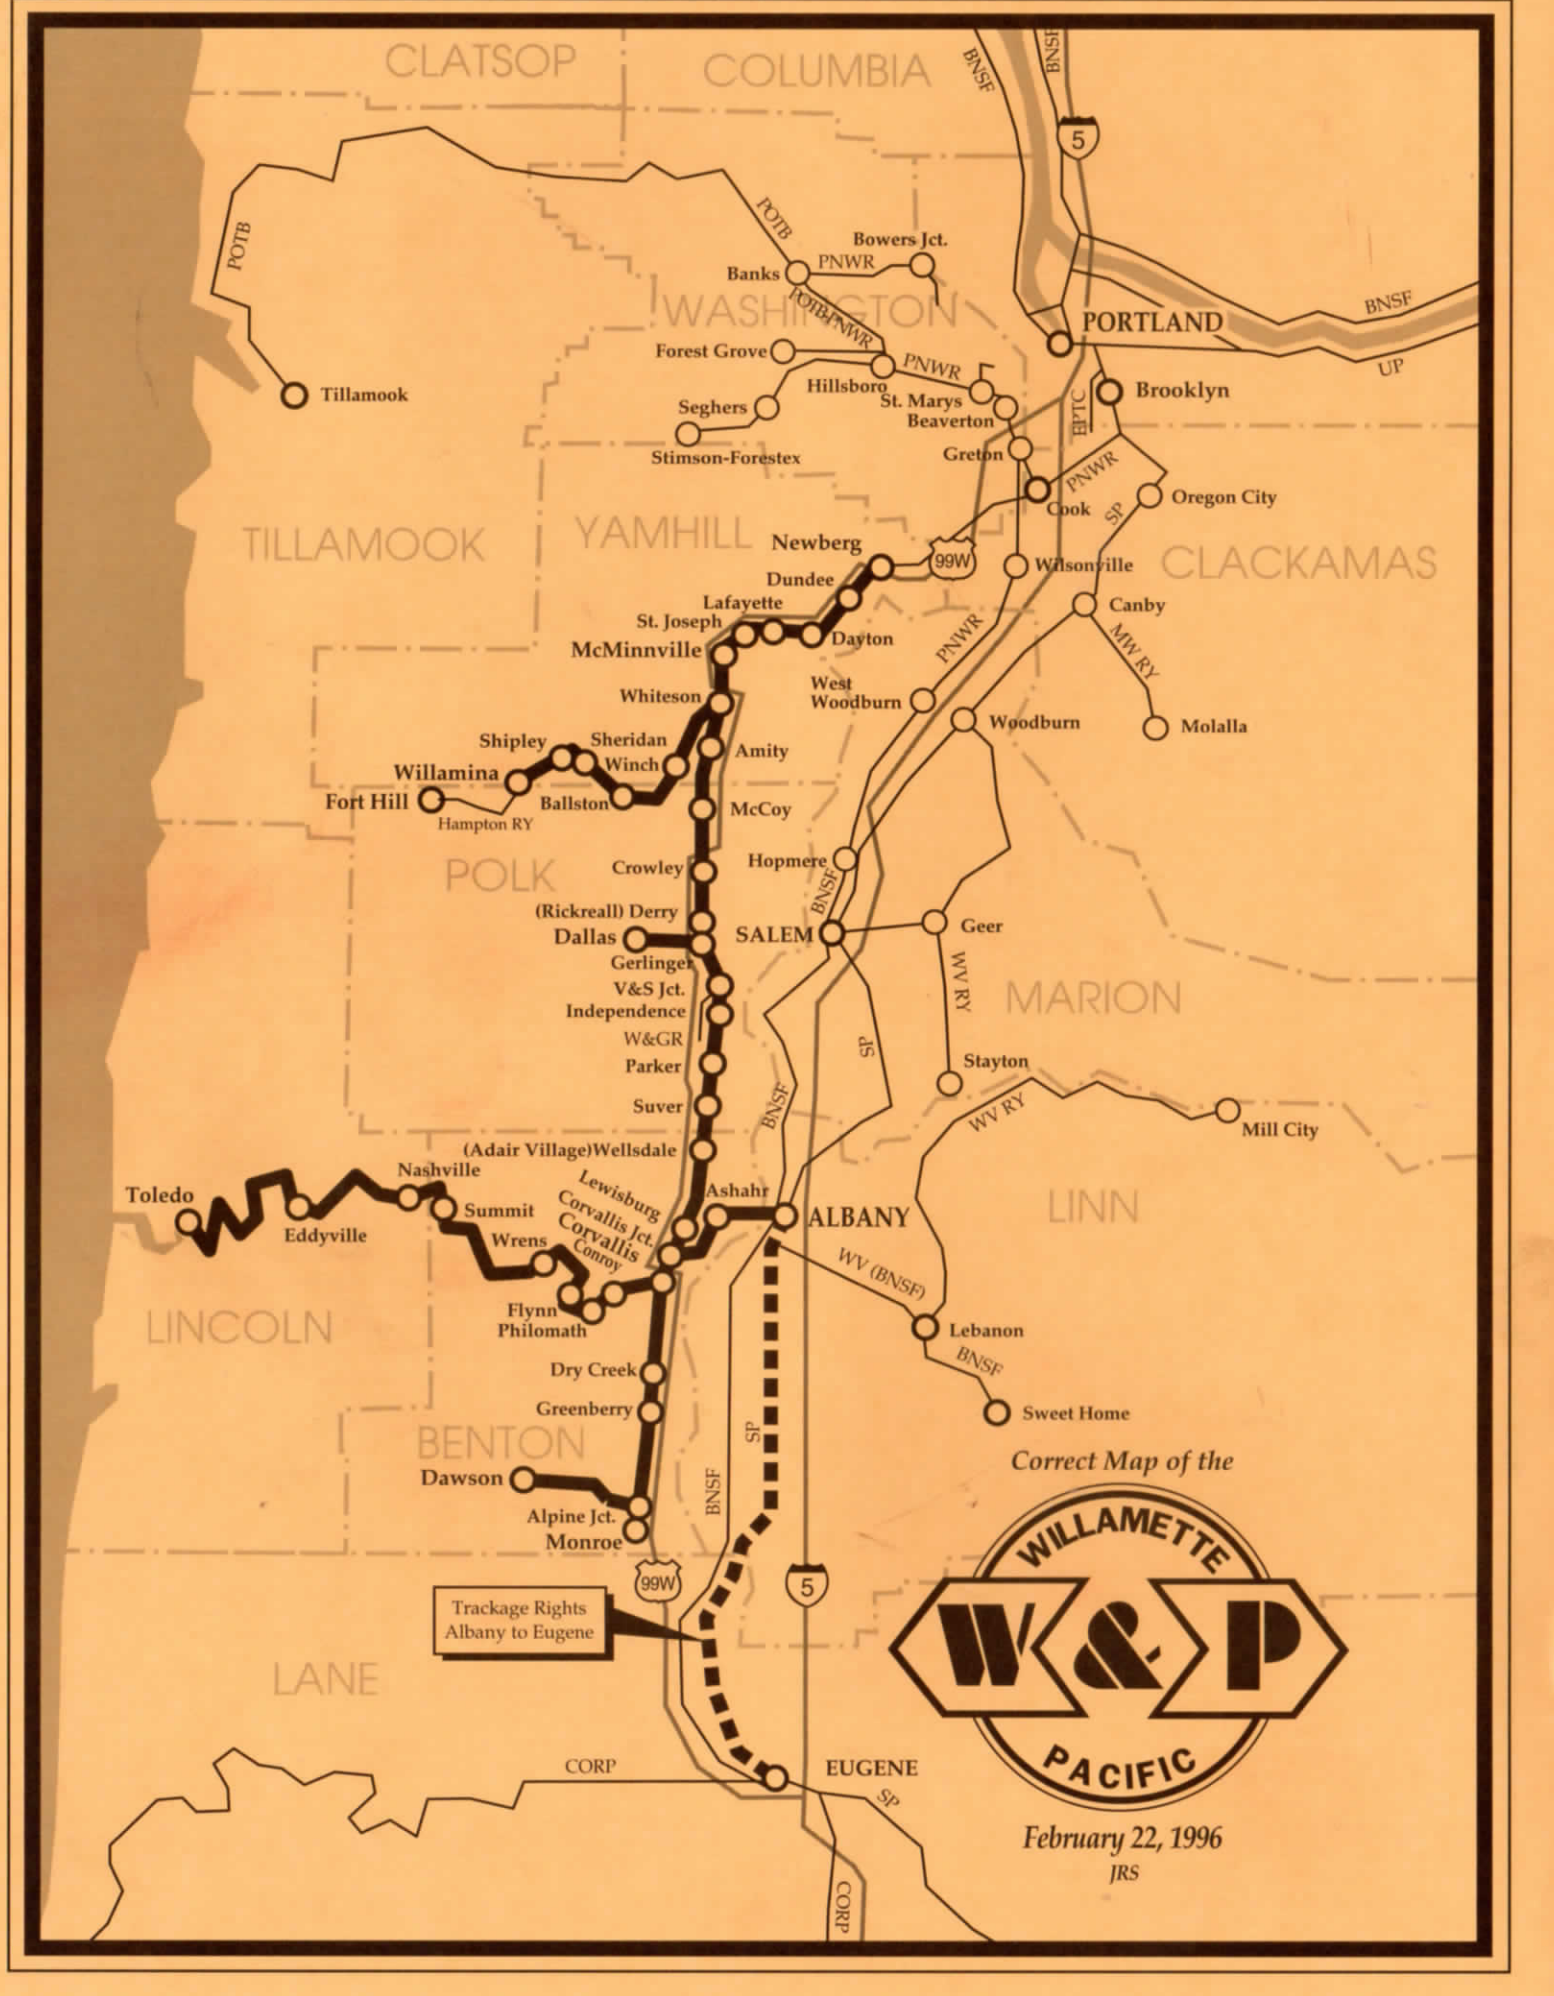 CLATSOP
COLUMBIA
BNSF
BNSF
5
POTB
POTB
Bowers Jct.
Banks
PNWR
WASHINGTON
POTB-PNWR
BNSF
PORTLAND
UP
Forest Grove
PNWR
Hillsboro
St. Marys
Beaverton
Tillamook
Seghers
Brooklyn
EPTC
Stimson-Forestex
Greton
PNWR
Cook
Oregon City
SP
TILLAMOOK
YAMHILL
Newberg
99W
Wilsonville
CLACKAMAS
Dundee
Lafayette
Canby
St. Joseph
Dayton
McMinnville
PNWR
MW RY
Whiteson
West
Woodburn
Woodburn
Molalla
Shipley
Sheridan
Amity
Winch
Willamina
Fort Hill
Ballston
McCoy
Hampton RY
POLK
Crowley
Hopmere
BNSF
(Rickreall) Derry
Dallas
SALEM
Geer
Gerlinger
V&S Jct.
WV RY
Independence
MARION
W&GR
SP
Parker
Stayton
Suver
BNSF
WV RY
Mill City
(Adair Village)Wellsdale
Nashville
Lewisburg
Ashahr
Toledo
Corvallis Jct.
LINN
Summit
ALBANY
Eddyville
Wrens
Corvallis
Conroy
WV (BNSF)
LINCOLN
Flynn
Philomath
Lebanon
BNSF
Dry Creek
Greenberry
Sweet Home
SP
BENTON
Dawson
BNSF
Alpine Jct.
Monroe
99W
5
Trackage Rights
Albany to Eugene
LANE
CORP
EUGENE
SP
CORP
Correct Map of the
WILLAMETTE
W & P
PACIFIC
February 22, 1996
JRS